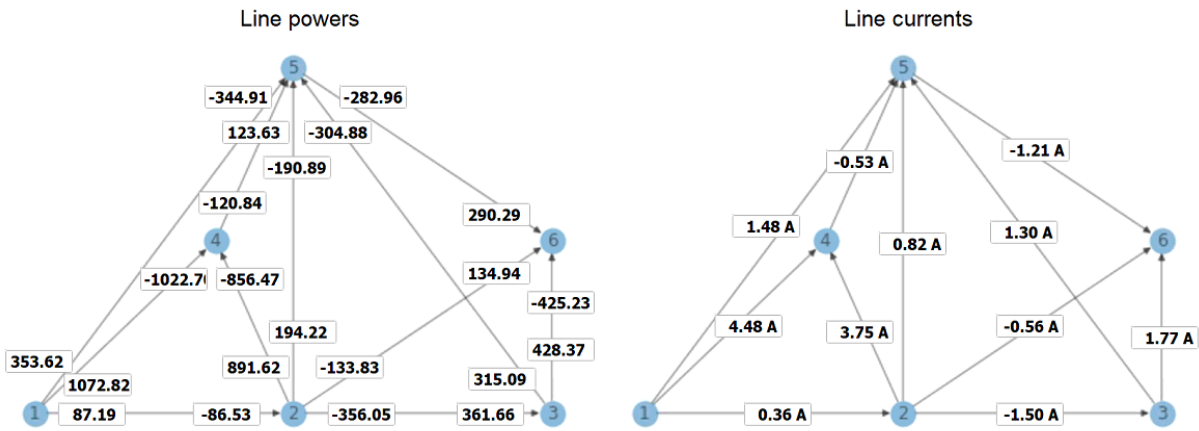 Line powers
Line currents
5
5
-344.91
-282.96
123.63
-304.88
-1.21 A
-0.53 A
-190.89
-120.84
290.29
1.48 A
1.30 A
4
6
4
0.82 A
6
-1022.7
-856.47
134.94
-425.23
194.22
4.48 A
3.75 A
-0.56 A
1.77 A
428.37
353.62
891.62
-133.83
1072.82
315.09
1
87.19
-86.53
2
-356.05
361.66
3
1
0.36 A
2
-1.50 A
3